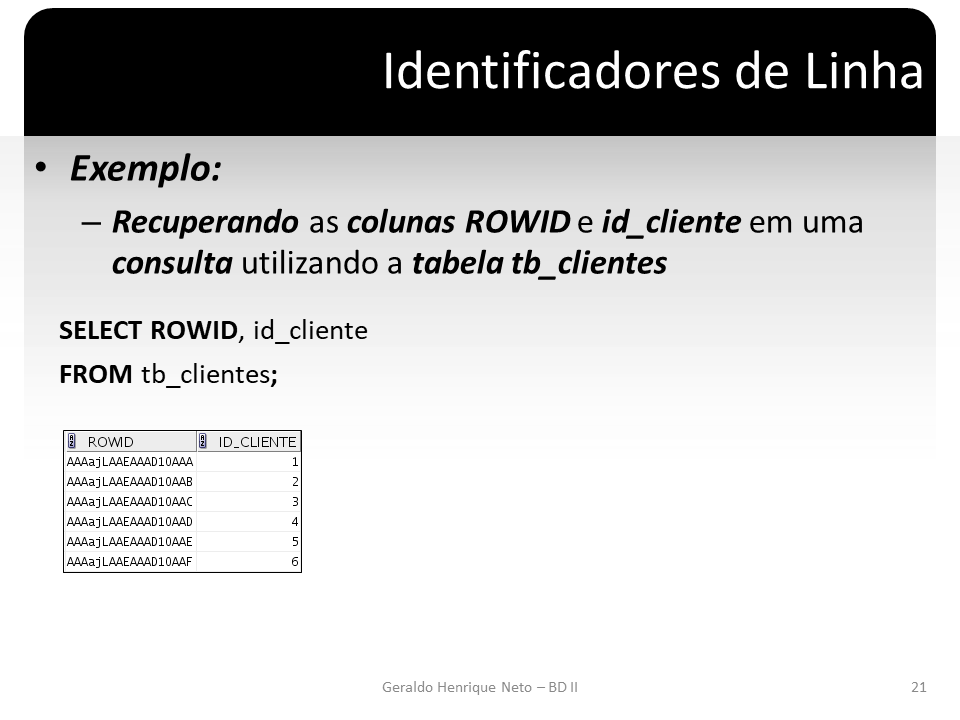 Identificadores de Linha
• Exemplo:
– Recuperando as colunas ROWID e id_cliente em uma
consulta utilizando a tabela tb_clientes
SELECT ROWID, id_cliente
FROM tb_clientes;
ROWID ID_CLIENTE
AAAajLAAEAAAD10AAA 1
AAAajLAAEAAAD10AAB 2
AAAajLAAEAAAD10AAC 3
AAAajLAAEAAAD10AAD 4
AAAajLAAEAAAD10AAE 5
AAAajLAAEAAAD10AAF 6
Geraldo Henrique Neto – BD II
21